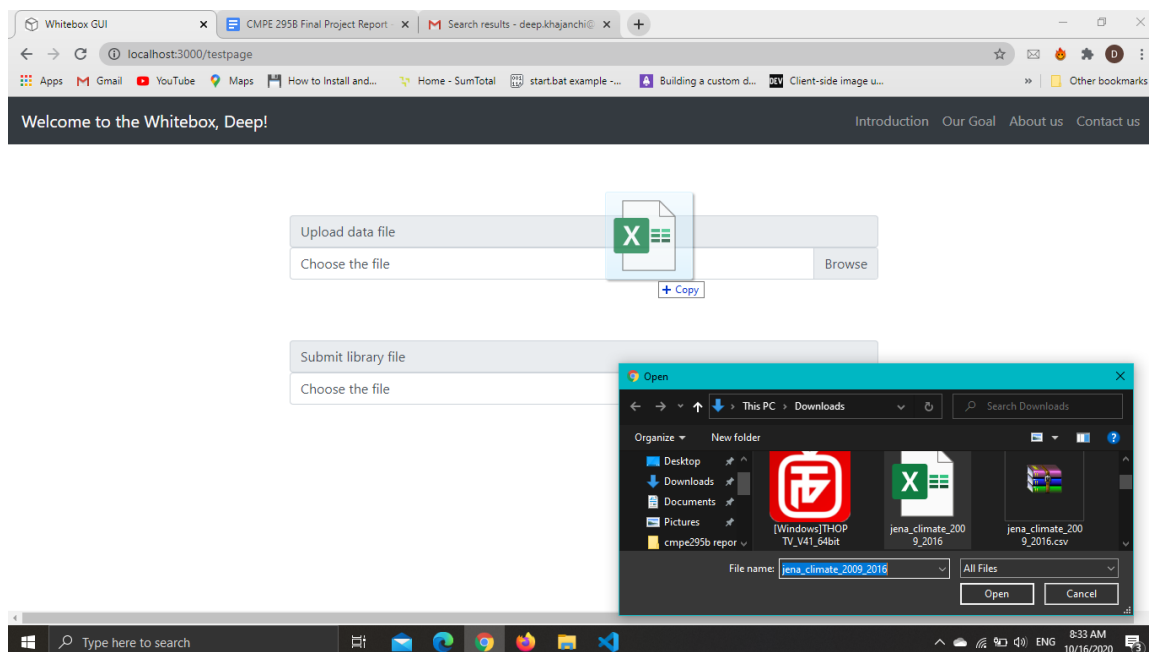 Whitebox GUI
CMPE 295B Final Project Report -
Search results - deep.khajanchi@
localhost:3000/testpage
D
Apps
Gmail
YouTube
Maps
How to Install and...
Home - SumTotal
start.bat example -...
Building a custom d...
DEV
Client-side image u...
»
Other bookmarks
Welcome to the Whitebox, Deep!
Introduction
Our Goal
About us
Contact us
Upload data file
Choose the file
Browse
X
+ Copy
Submit library file
Choose the file
Open
This PC > Downloads
Search Downloads
Organize
New folder
?
Desktop
Downloads
Documents
Pictures
cmpe295b repor
X
[Windows]THOP
TV_V41_64bit
jena_climate_200
9_2016
jena_climate_200
9_2016.csv
File name:
jena_climate_2009_2016
All Files
Open
Cancel
Type here to search
ENG
8:33 AM
10/16/2020
3